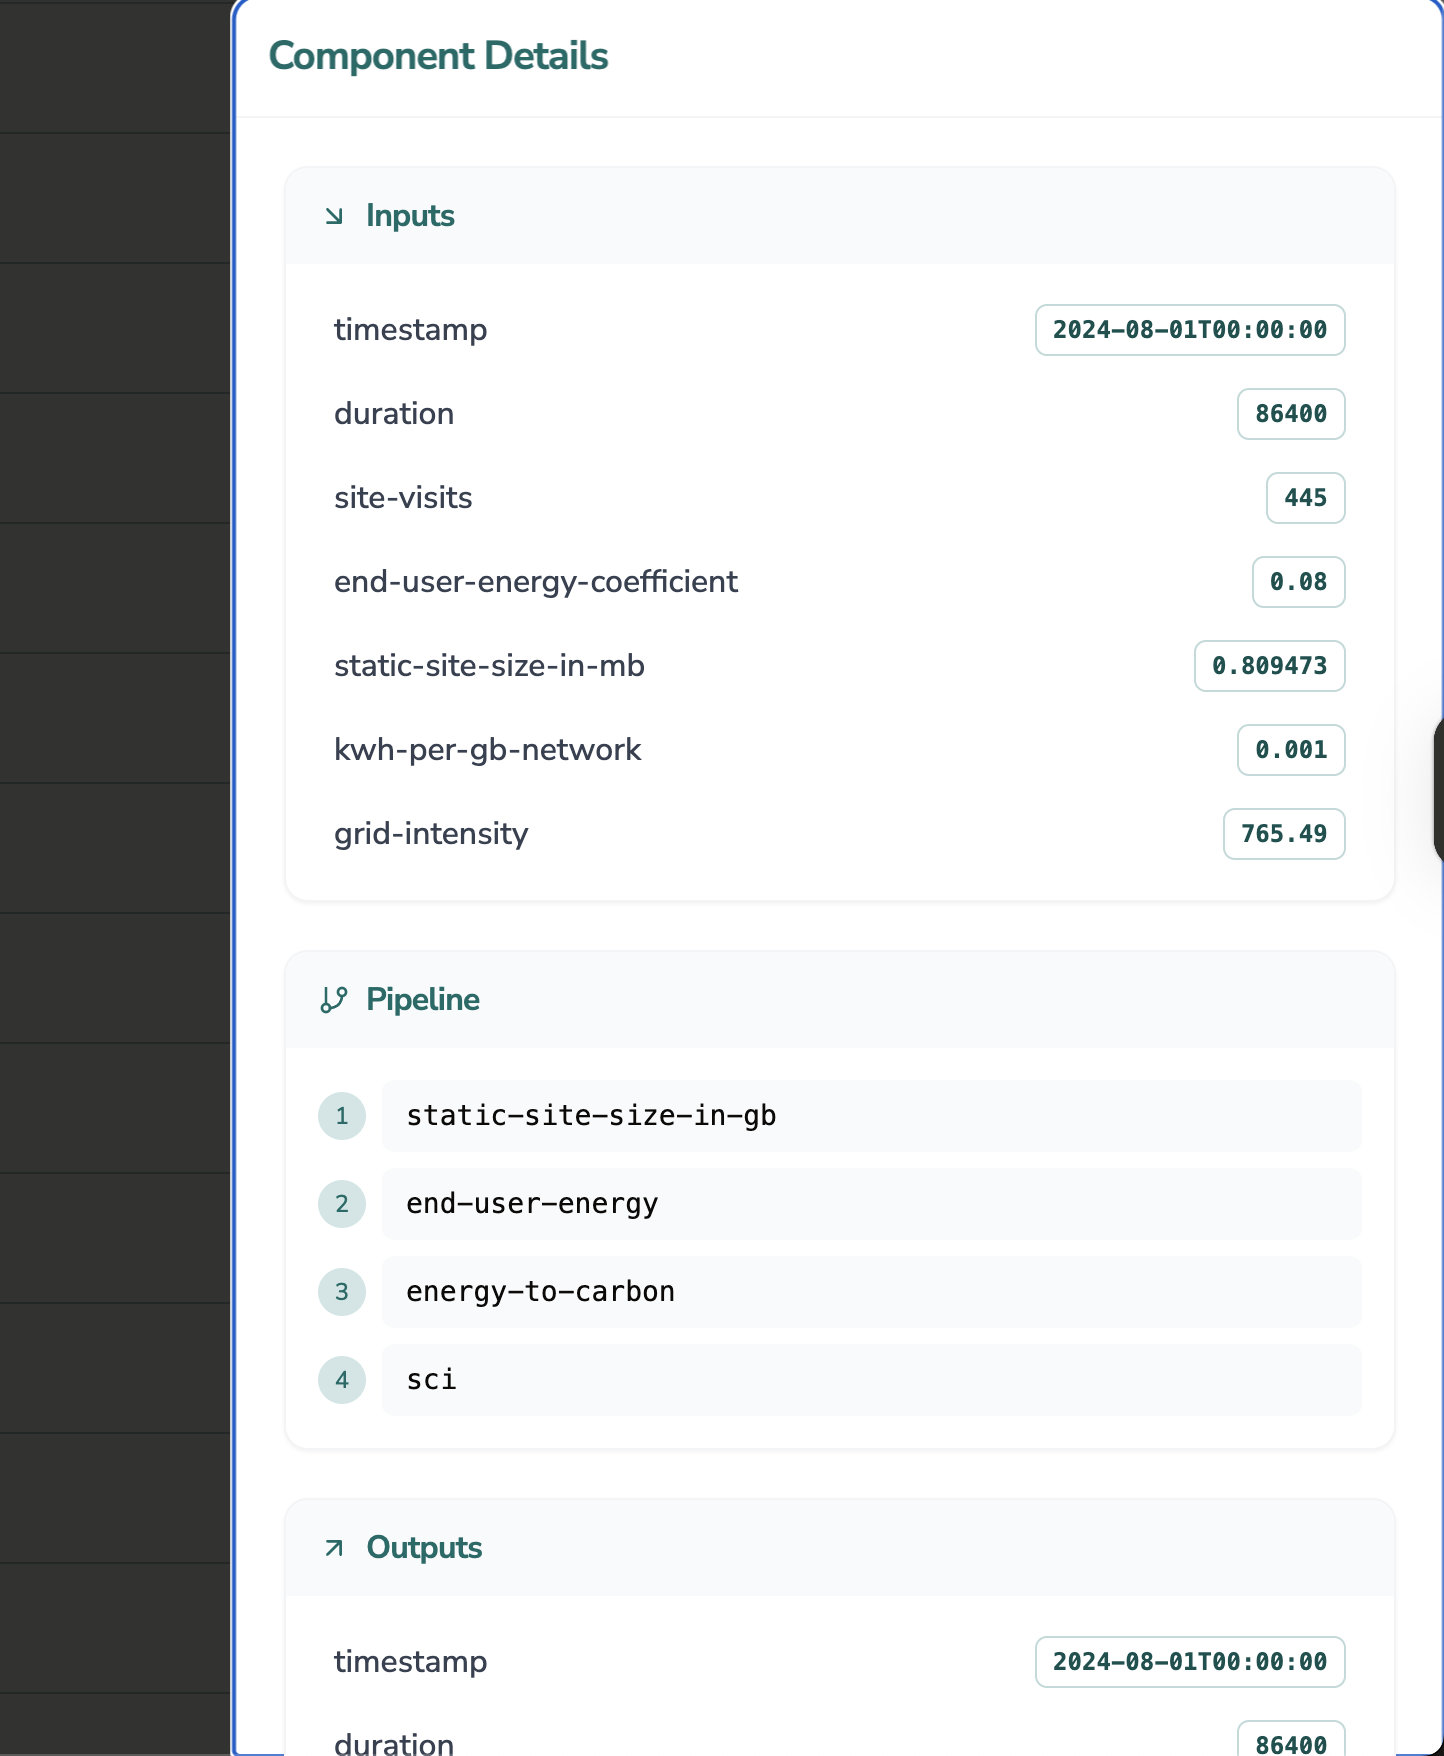 Component Details
Inputs
timestamp 2024-08-01T00:00:00
duration 86400
site-visits 445
end-user-energy-coefficient 0.08
static-site-size-in-mb 0.809473
kwh-per-gb-network 0.001
grid-intensity 765.49
Pipeline
1 static-site-size-in-gb
2 end-user-energy
3 energy-to-carbon
4 sci
Outputs
timestamp 2024-08-01T00:00:00
duration 86400